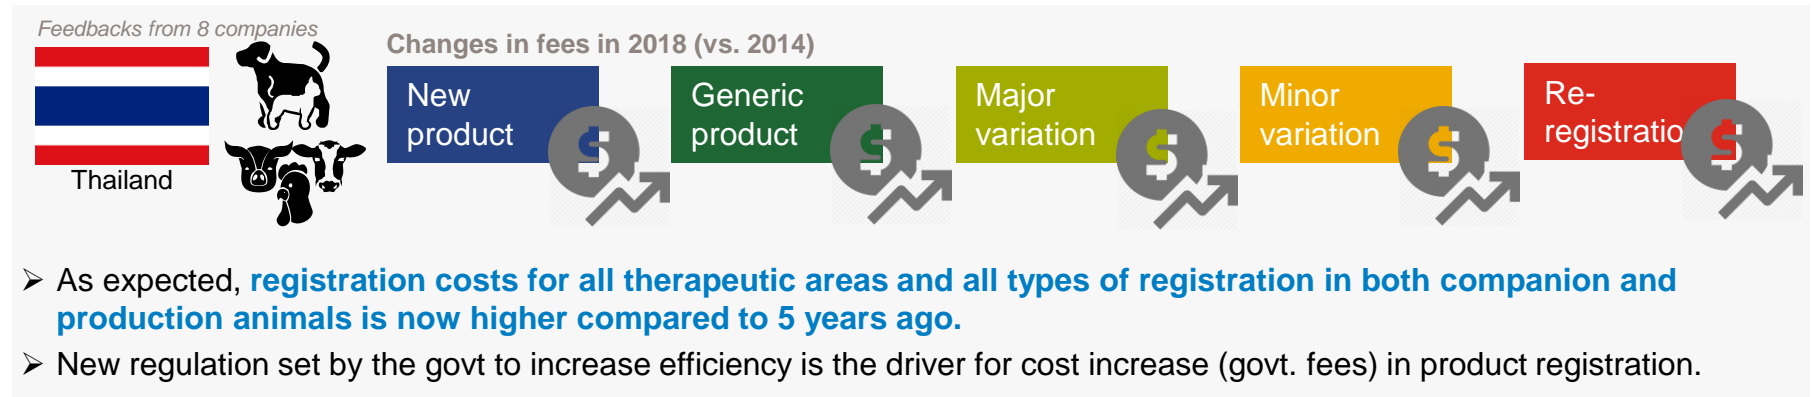 Feedbacks from 8 companies
Thailand
Changes in fees in 2018 (vs. 2014)
New
product
Generic
product
Major
variation
Minor
variation
Re-
registratio
➢ As expected, registration costs for all therapeutic areas and all types of registration in both companion and
production animals is now higher compared to 5 years ago.
➢ New regulation set by the govt to increase efficiency is the driver for cost increase (govt. fees) in product registration.